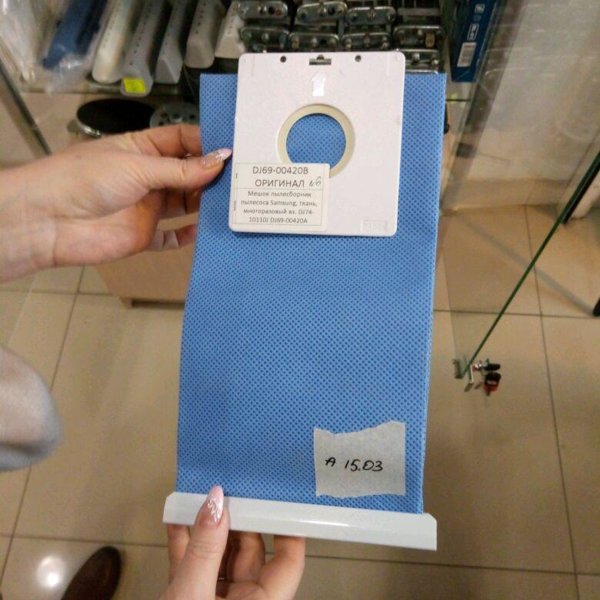 DJ69-00420B
ОРИГИНАЛ
Мешок пылесборник
пылесоса Samsung, ткань,
многоразовый вз. DJ74-
10110J DJ69-00420A
A 15.03